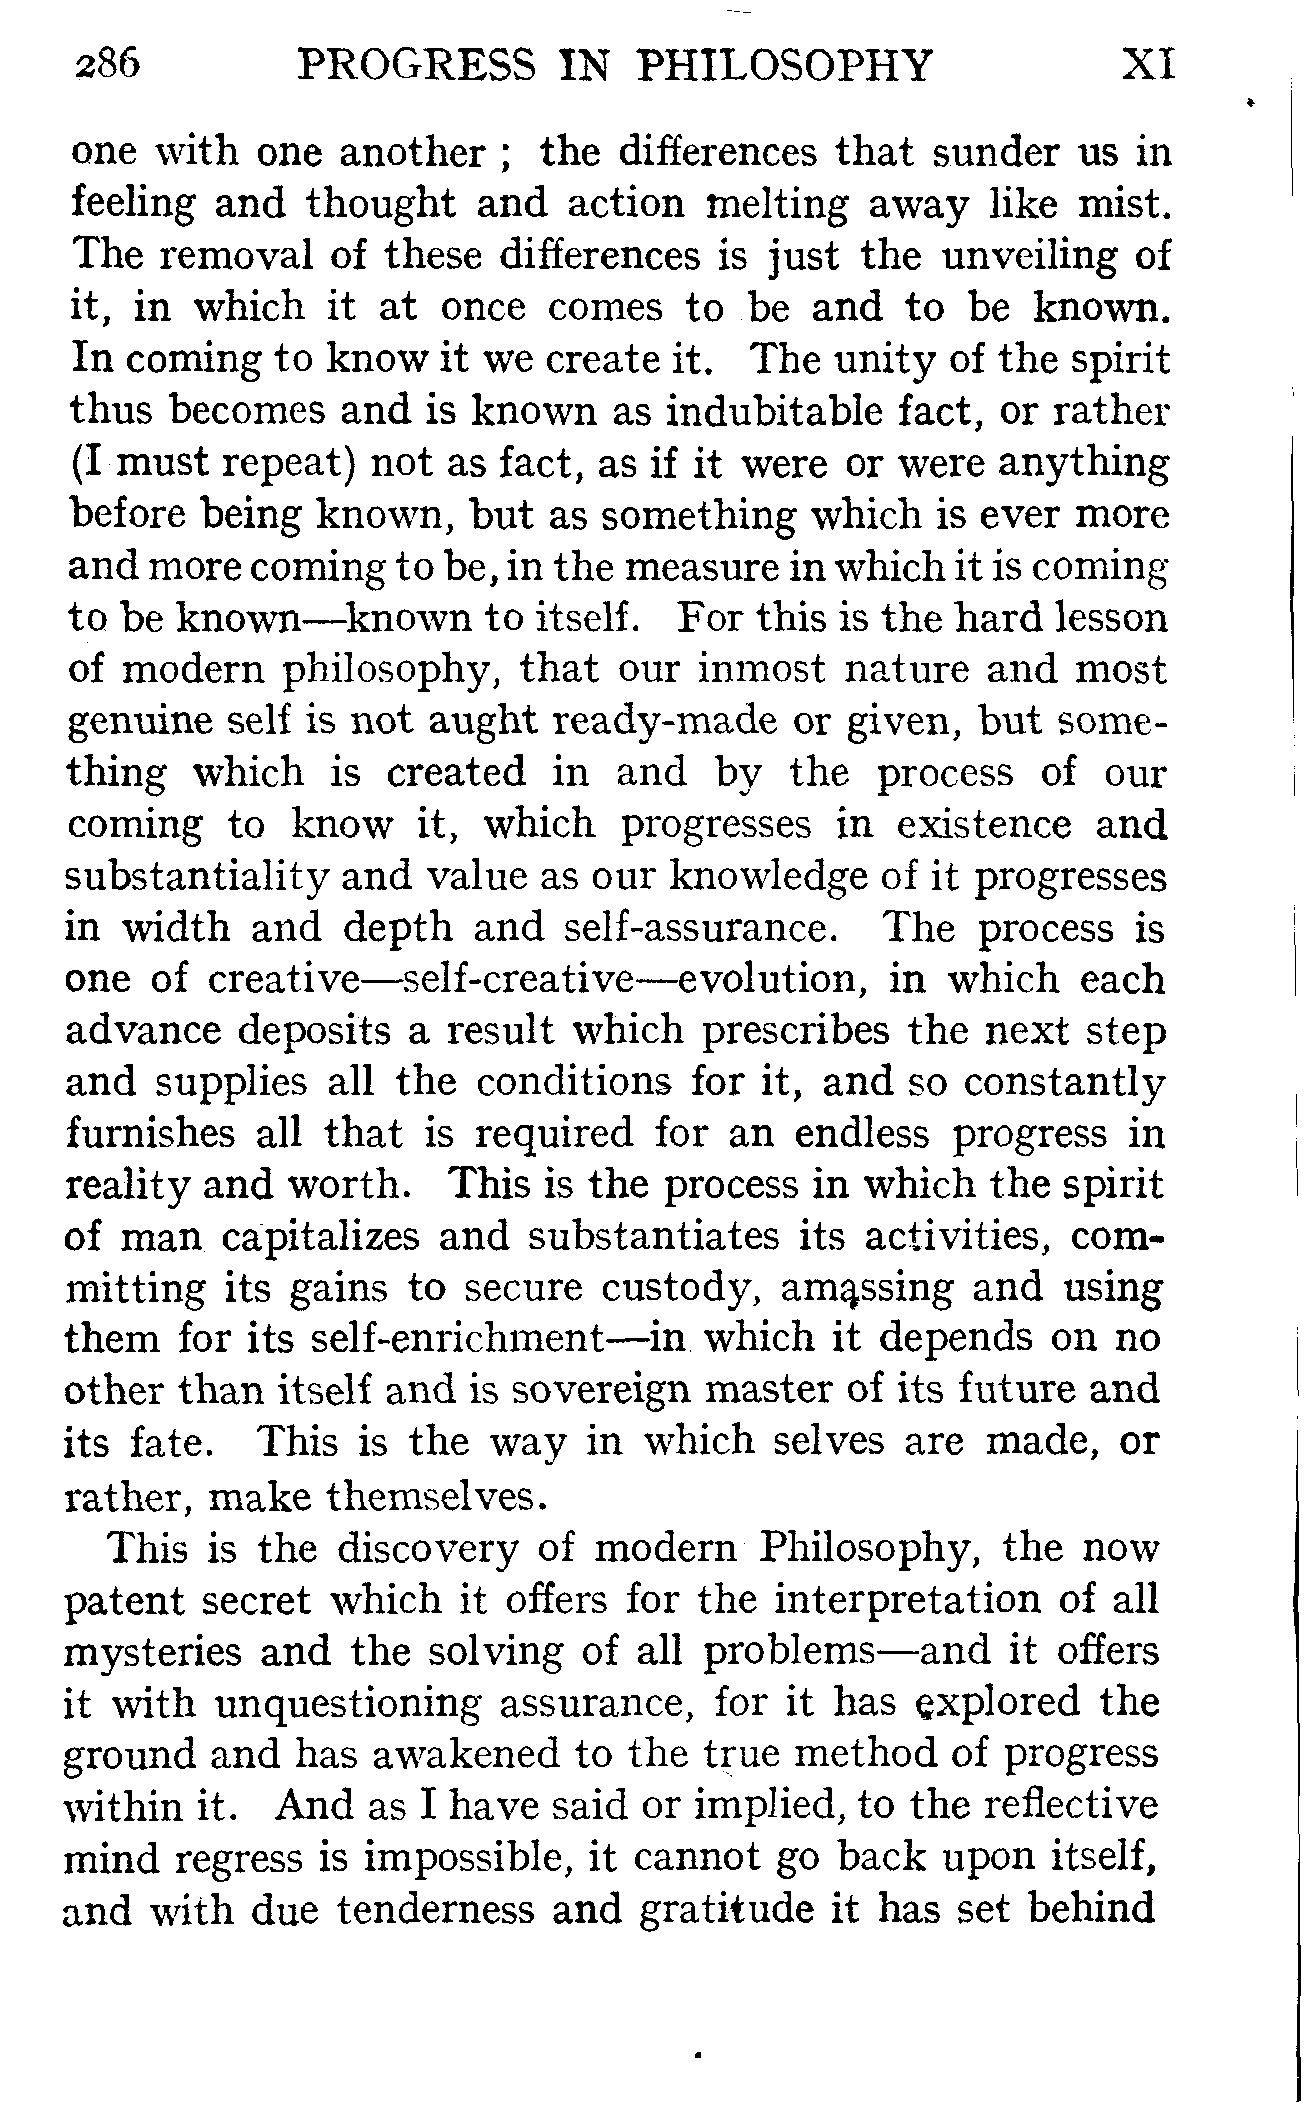 286 PROGRESS IN PHILOSOPHY XI
one with one another ; the differences that sunder us in
feeling and thought and action melting away like mist.
The removal of these differences is just the unveiling of
it, in which it at once comes to be and to be known.
In coming to know it we create it. The unity of the spirit
thus becomes and is known as indubitable fact, or rather
(I must repeat) not as fact, as if it were or were anything
before being known, but as something which is ever more
and more coming to be, in the measure in which it is coming
to be known—known to itself. For this is the hard lesson
of modern philosophy, that our inmost nature and most
genuine self is not aught ready-made or given, but some-
thing which is created in and by the process of our
coming to know it, which progresses in existence and
substantiality and value as our knowledge of it progresses
in width and depth and self-assurance. The process is
one of creative—self-creative—evolution, in which each
advance deposits a result which prescribes the next step
and supplies all the conditions for it, and so constantly
furnishes all that is required for an endless progress in
reality and worth. This is the process in which the spirit
of man capitalizes and substantiates its activities, com-
mitting its gains to secure custody, amassing and using
them for its self-enrichment—in which it depends on no
other than itself and is sovereign master of its future and
its fate. This is the way in which selves are made, or
rather, make themselves.
This is the discovery of modern Philosophy, the now
patent secret which it offers for the interpretation of all
mysteries and the solving of all problems—and it offers
it with unquestioning assurance, for it has explored the
ground and has awakened to the true method of progress
within it. And as I have said or implied, to the reflective
mind regress is impossible, it cannot go back upon itself,
and with due tenderness and gratitude it has set behind